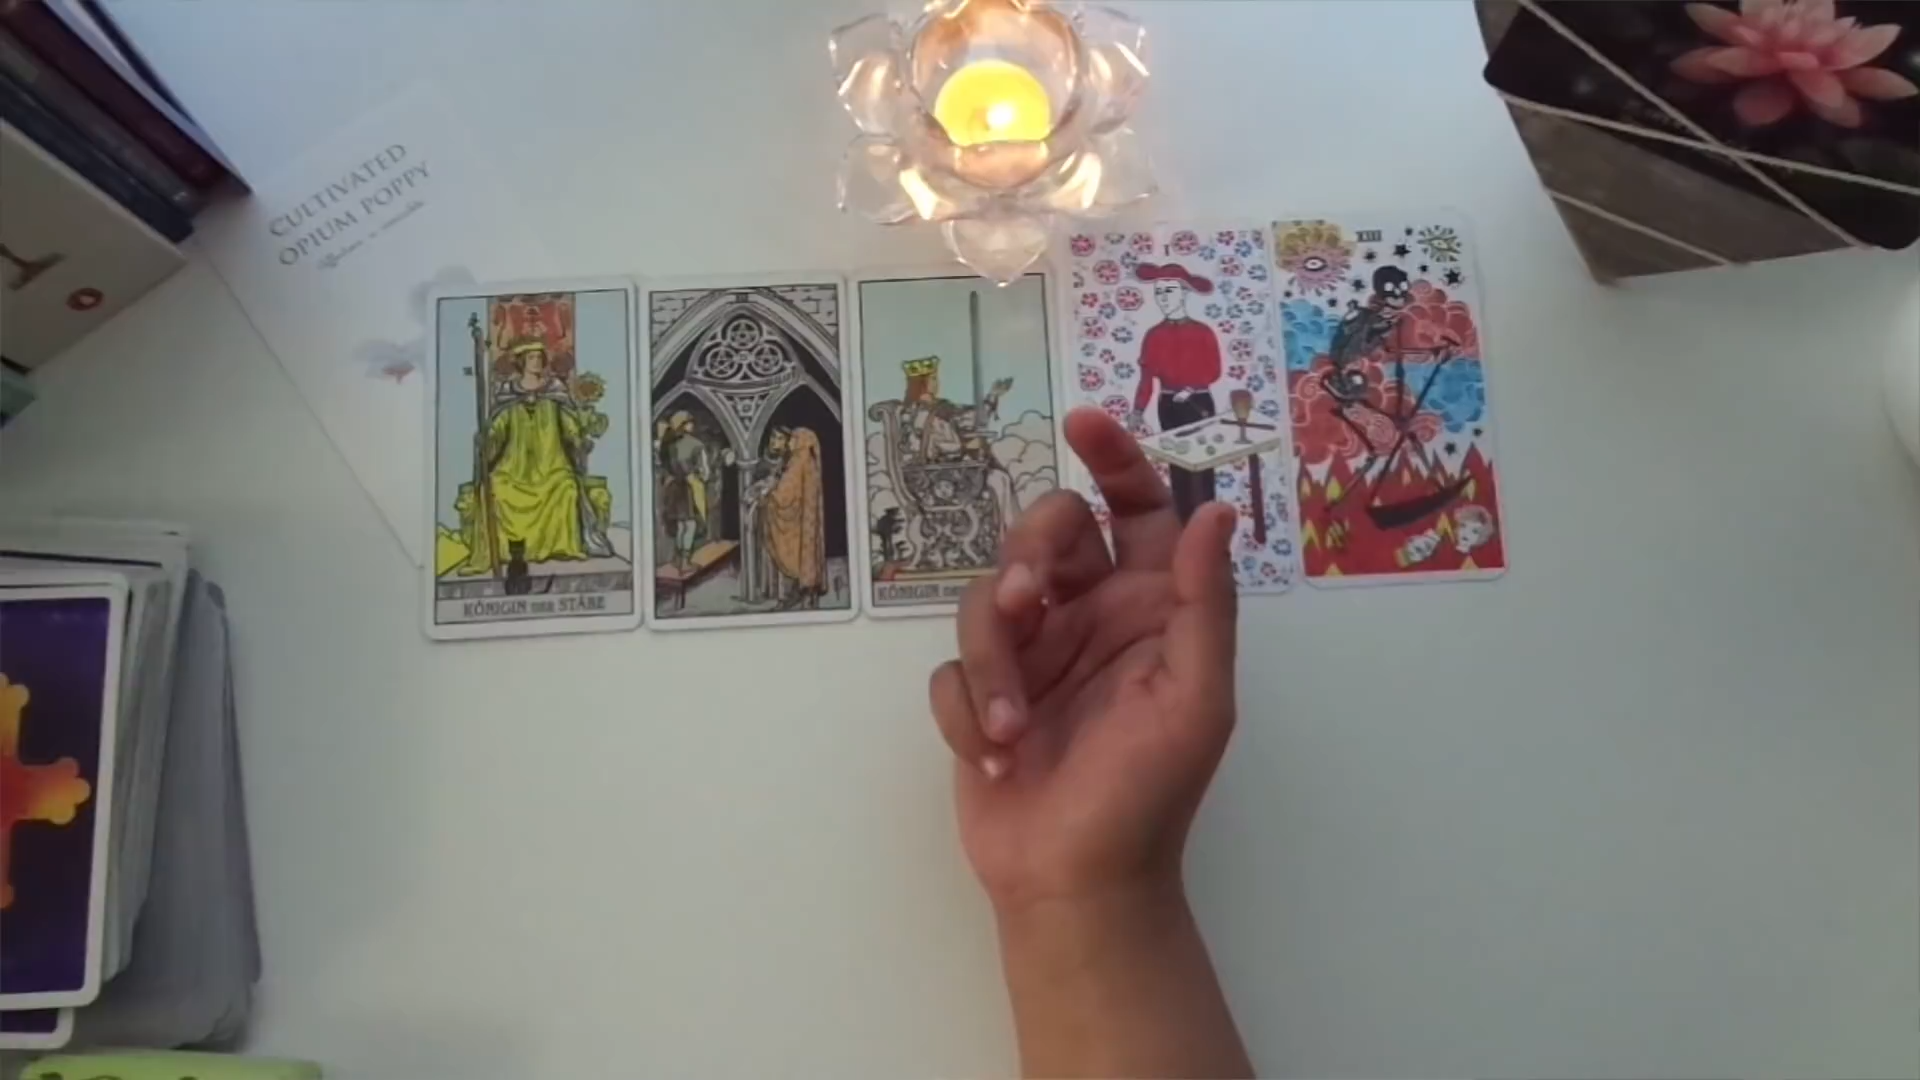 CULTIVATED
OPIUM POPPY
I
XIII
KÖNIGIN DER STÄBE
KÖNIGIN